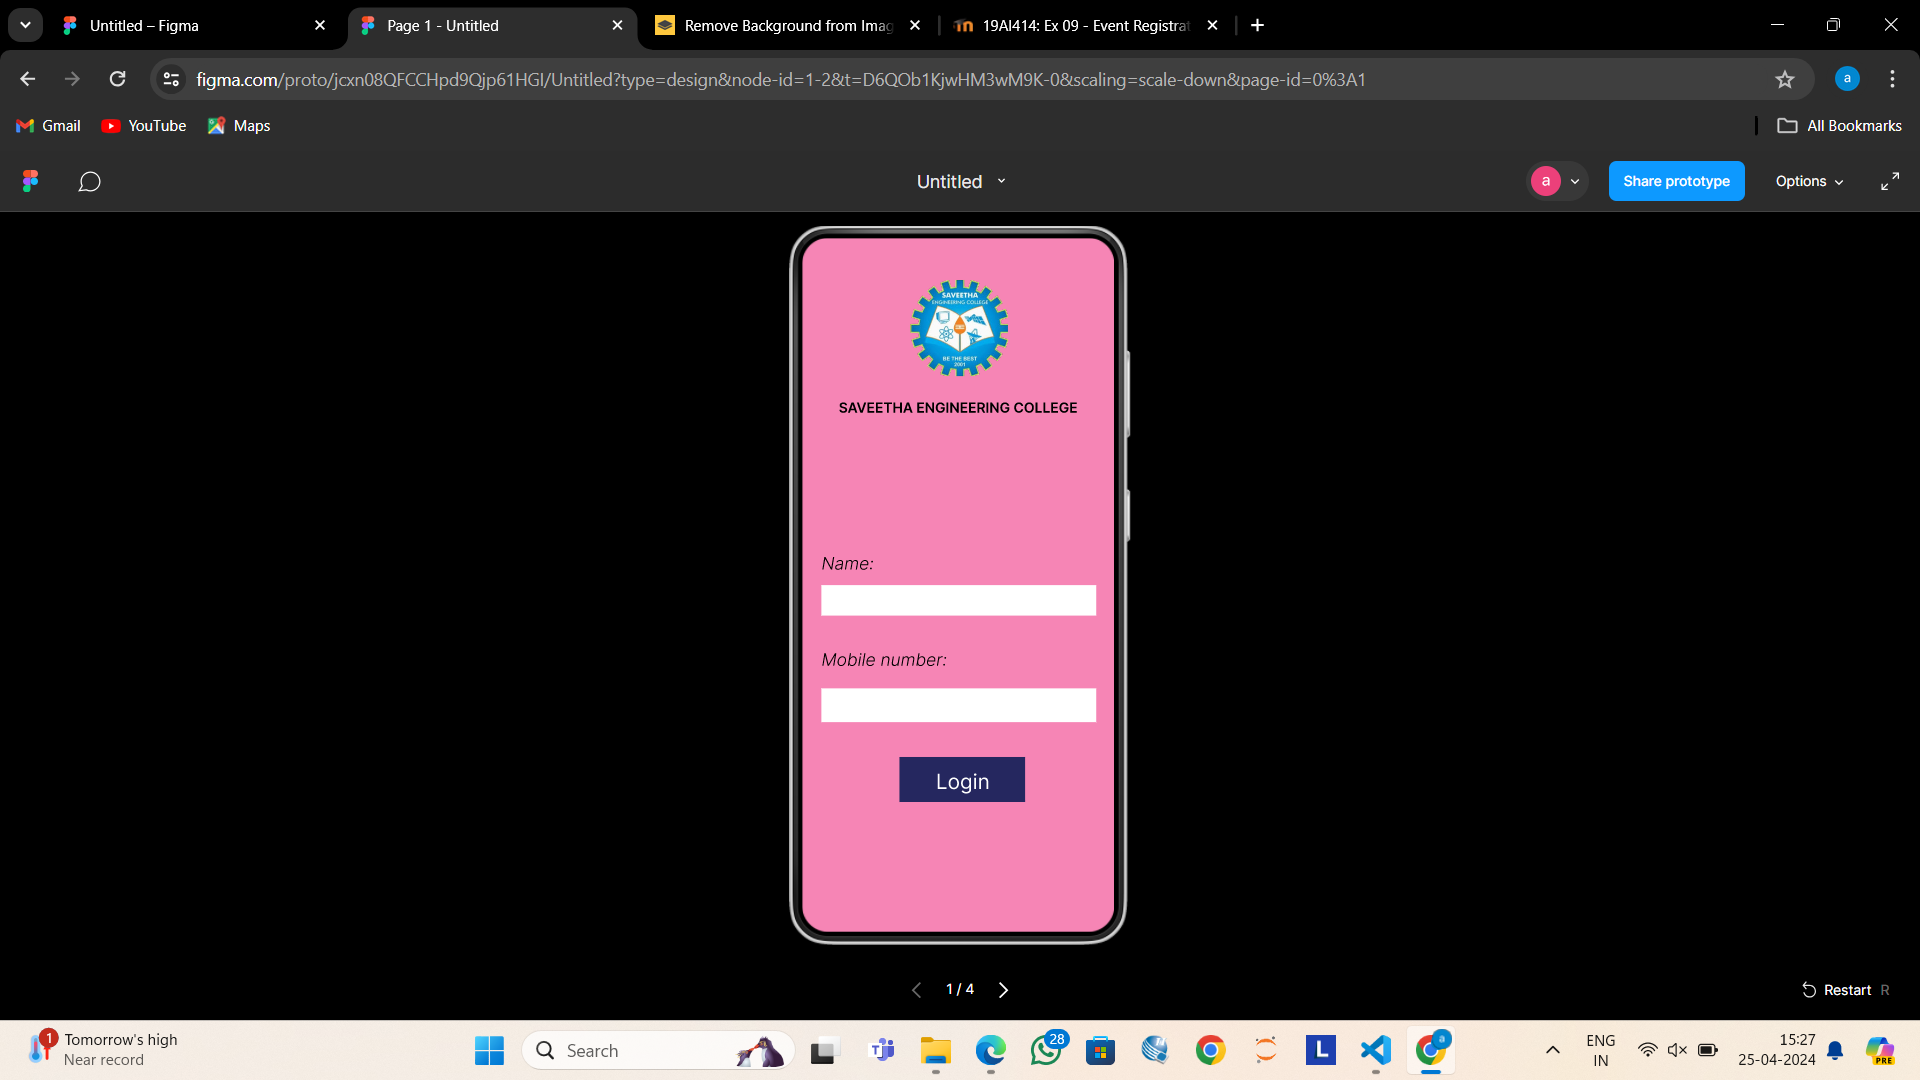 Untitled – Figma
Page 1 - Untitled
Remove Background from Imag
19AI414: Ex 09 - Event Registrat
figma.com/proto/jcxn08QFCCHpd9Qjp61HGI/Untitled?type=design&node-id=1-2&t=D6QOb1KjwHM3wM9K-0&scaling=scale-down&page-id=0%3A1
a
Gmail
YouTube
Maps
All Bookmarks
Untitled
a
Share prototype
Options
SAVEETHA
ENGINEERING COLLEGE
BE THE BEST
2001
SAVEETHA ENGINEERING COLLEGE
Name:
Mobile number:
Login
1 / 4
Restart R
1
Tomorrow's high
Near record
Search
28
L
a
ENG
IN
15:27
25-04-2024
PRE